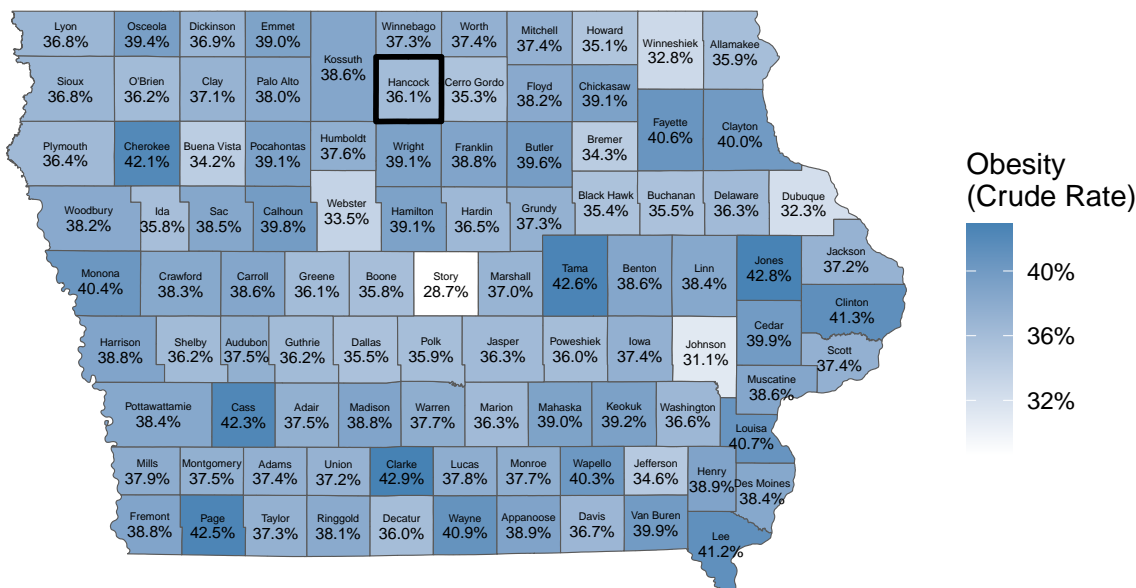 Lyon
36.8%
Osceola
39.4%
Dickinson
36.9%
Emmet
39.0%
Kossuth
38.6%
Winnebago
37.3%
Worth
37.4%
Mitchell
37.4%
Howard
35.1%
Winneshiek
32.8%
Allamakee
35.9%
Sioux
36.8%
O'Brien
36.2%
Clay
37.1%
Palo Alto
38.0%
Hancock
36.1%
Cerro Gordo
35.3%
Floyd
38.2%
Chickasaw
39.1%
Fayette
40.6%
Clayton
40.0%
Plymouth
36.4%
Cherokee
42.1%
Buena Vista
34.2%
Pocahontas
39.1%
Humboldt
37.6%
Wright
39.1%
Franklin
38.8%
Butler
39.6%
Bremer
34.3%
Woodbury
38.2%
Ida
35.8%
Sac
38.5%
Calhoun
39.8%
Webster
33.5%
Hamilton
39.1%
Hardin
36.5%
Grundy
37.3%
Black Hawk
35.4%
Buchanan
35.5%
Delaware
36.3%
Dubuque
32.3%
Monona
40.4%
Crawford
38.3%
Carroll
38.6%
Greene
36.1%
Boone
35.8%
Story
28.7%
Marshall
37.0%
Tama
42.6%
Benton
38.6%
Linn
38.4%
Jones
42.8%
Jackson
37.2%
Clinton
41.3%
Harrison
38.8%
Shelby
36.2%
Audubon
37.5%
Guthrie
36.2%
Dallas
35.5%
Polk
35.9%
Jasper
36.3%
Poweshiek
36.0%
Iowa
37.4%
Johnson
31.1%
Cedar
39.9%
Scott
37.4%
Muscatine
38.6%
Pottawattamie
38.4%
Cass
42.3%
Adair
37.5%
Madison
38.8%
Warren
37.7%
Marion
36.3%
Mahaska
39.0%
Keokuk
39.2%
Washington
36.6%
Louisa
40.7%
Mills
37.9%
Montgomery
37.5%
Adams
37.4%
Union
37.2%
Clarke
42.9%
Lucas
37.8%
Monroe
37.7%
Wapello
40.3%
Jefferson
34.6%
Henry
38.9%
Des Moines
38.4%
Fremont
38.8%
Page
42.5%
Taylor
37.3%
Ringgold
38.1%
Decatur
36.0%
Wayne
40.9%
Appanoose
38.9%
Davis
36.7%
Van Buren
39.9%
Lee
41.2%
Obesity
(Crude Rate)
40%
36%
32%